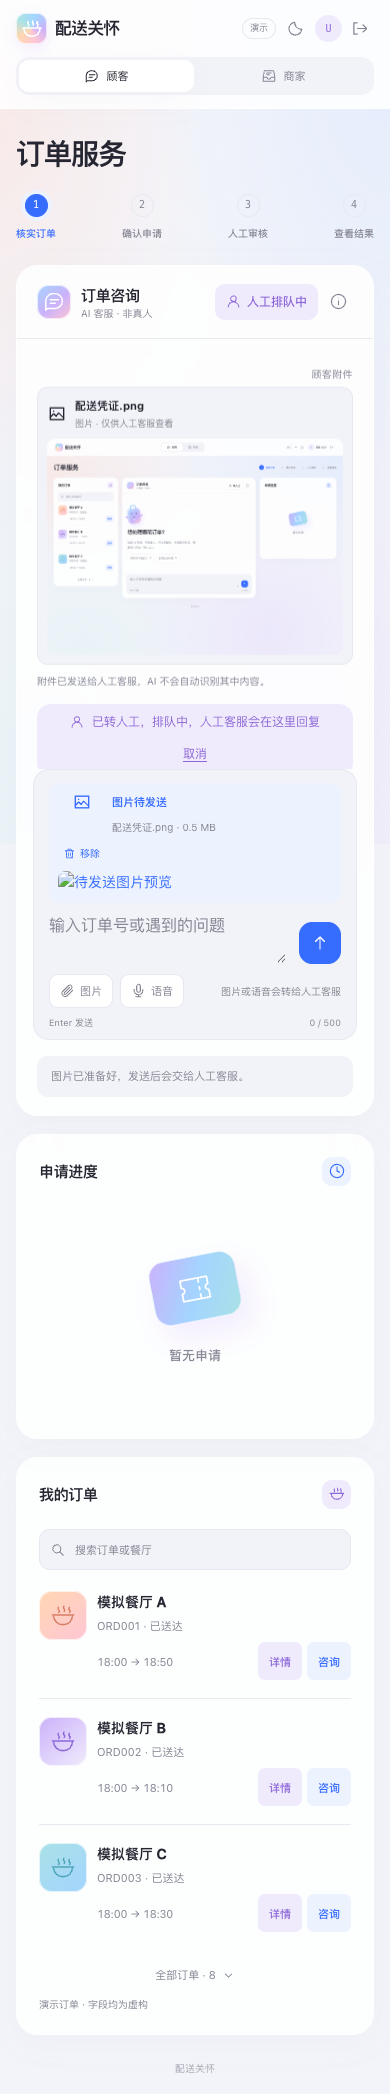 配送关怀
演示
U
顾客
商家
订单服务
1
2
3
4
核实订单
确认申请
人工审核
查看结果
订单咨询
AI 客服 · 非真人
人工排队中
顾客附件
配送凭证.png
图片 · 仅供人工客服查看
配送关怀
订单服务
附件已发送给人工客服，AI 不会自动识别其中内容。
已转人工，排队中，人工客服会在这里回复
取消
图片待发送
配送凭证.png · 0.5 MB
移除
待发送图片预览
输入订单号或遇到的问题
图片
语音
图片或语音会转给人工客服
Enter 发送
0 / 500
图片已准备好，发送后会交给人工客服。
申请进度
暂无申请
我的订单
搜索订单或餐厅
模拟餐厅 A
ORD001 · 已送达
18:00 → 18:50
详情
咨询
模拟餐厅 B
ORD002 · 已送达
18:00 → 18:10
详情
咨询
模拟餐厅 C
ORD003 · 已送达
18:00 → 18:30
详情
咨询
全部订单 · 8
演示订单 · 字段均为虚构
配送关怀